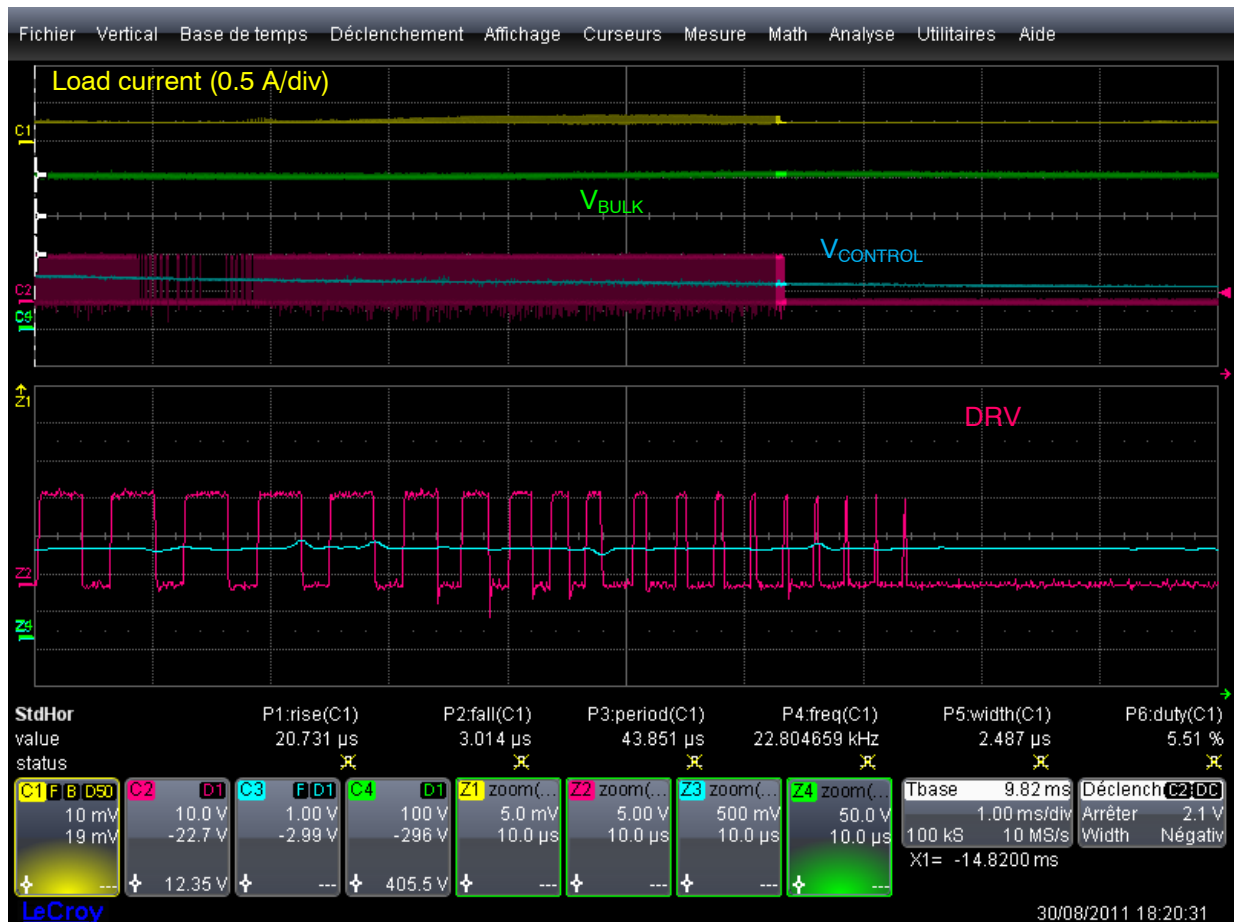 Fichier Vertical Base de temps Déclenchement Affichage Curseurs Mesure Math Analyse Utilitaires Aide
Load current (0.5 A/div)
C1
VBULK
VCONTROL
C2
C4
Z1
DRV
Z2
Z4
StdHor P1:rise(C1) P2:fall(C1) P3:period(C1) P4:freq(C1) P5:width(C1) P6:duty(C1)
value 20.731 µs 3.014 µs 43.851 µs 22.804659 kHz 2.487 µs 5.51 %
status
C1 F B D50 C2 D1 C3 F D1 C4 D1 Z1 zoom(... Z2 zoom(... Z3 zoom(... Z4 zoom(... Tbase 9.82 ms Déclench C2 DC
10 mV 10.0 V 1.00 V 100 V 5.0 mV 5.00 V 500 mV 50.0 V 1.00 ms/div Arrêter 2.1 V
19 mV -22.7 V -2.99 V -296 V 10.0 µs 10.0 µs 10.0 µs 10.0 µs 100 kS 10 MS/s Width Négativ
X1= -14.8200 ms
--- 12.35 V --- 405.5 V --- --- --- ---
LeCroy 30/08/2011 18:20:31